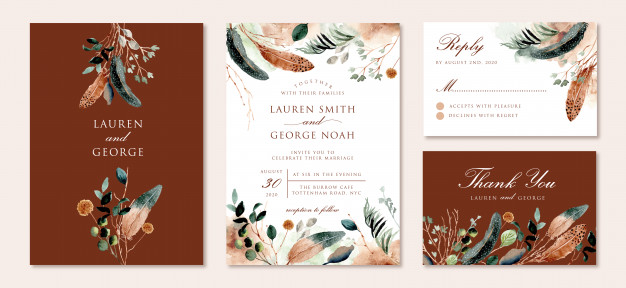 LAUREN
and
GEORGE
TOGETHER
WITH THEIR FAMILIES
LAUREN SMITH
and
GEORGE NOAH
INVITE YOU TO
CELEBRATE THEIR MARRIAGE
AUGUST
30
2020
AT SIX IN THE EVENING
THE BURROW CAFE
TOTTENHAM ROAD, NYC
reception to follow
Reply
BY AUGUST 2ND, 2020
M
ACCEPTS WITH PLEASURE
DECLINES WITH REGRET
Thank You
LAUREN and GEORGE